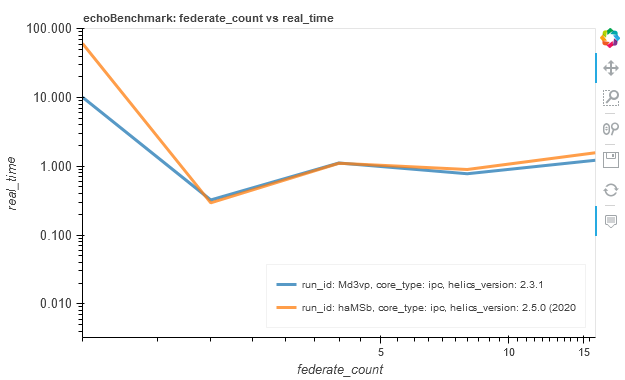 echoBenchmark: federate_count vs real_time
100.000
10.000
1.000
0.100
0.010
real_time
run_id: Md3vp, core_type: ipc, helics_version: 2.3.1
run_id: haMSb, core_type: ipc, helics_version: 2.5.0 (2020
5
10
15
federate_count